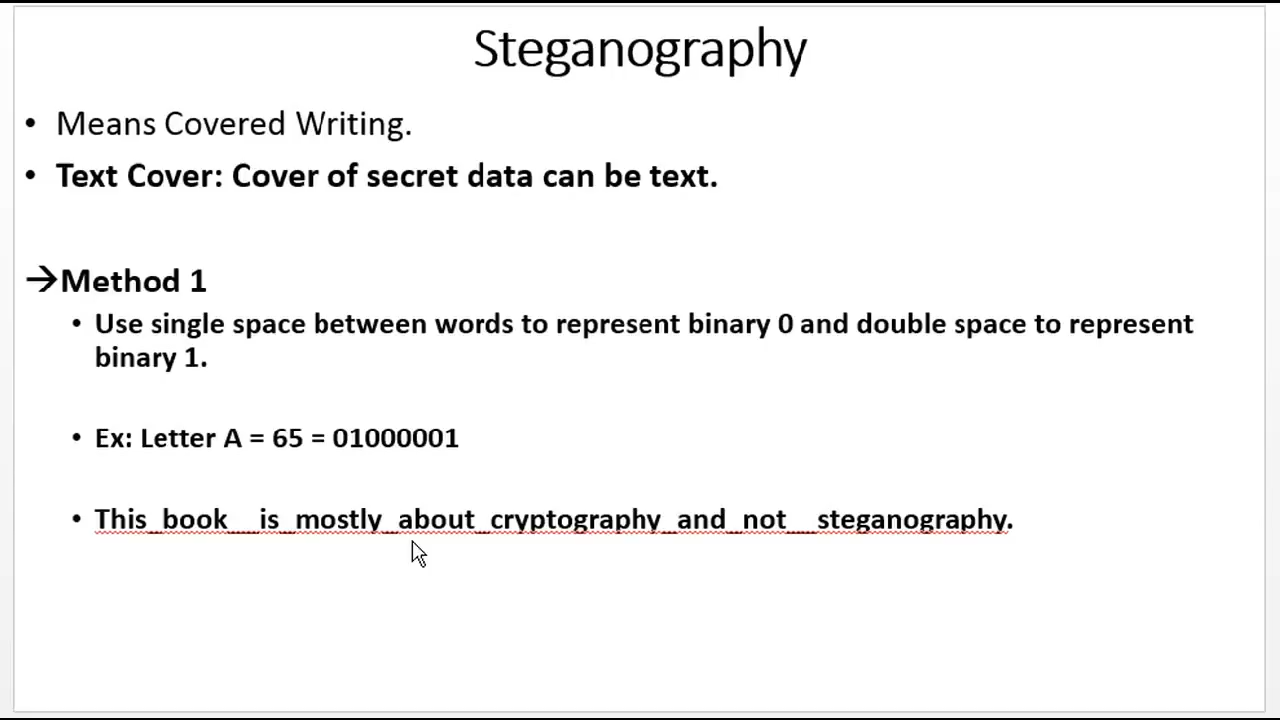 Steganography
• Means Covered Writing.
• Text Cover: Cover of secret data can be text.
→Method 1
• Use single space between words to represent binary 0 and double space to represent
binary 1.
• Ex: Letter A = 65 = 01000001
• This_book__is_mostly_about_cryptography_and_not__steganography.